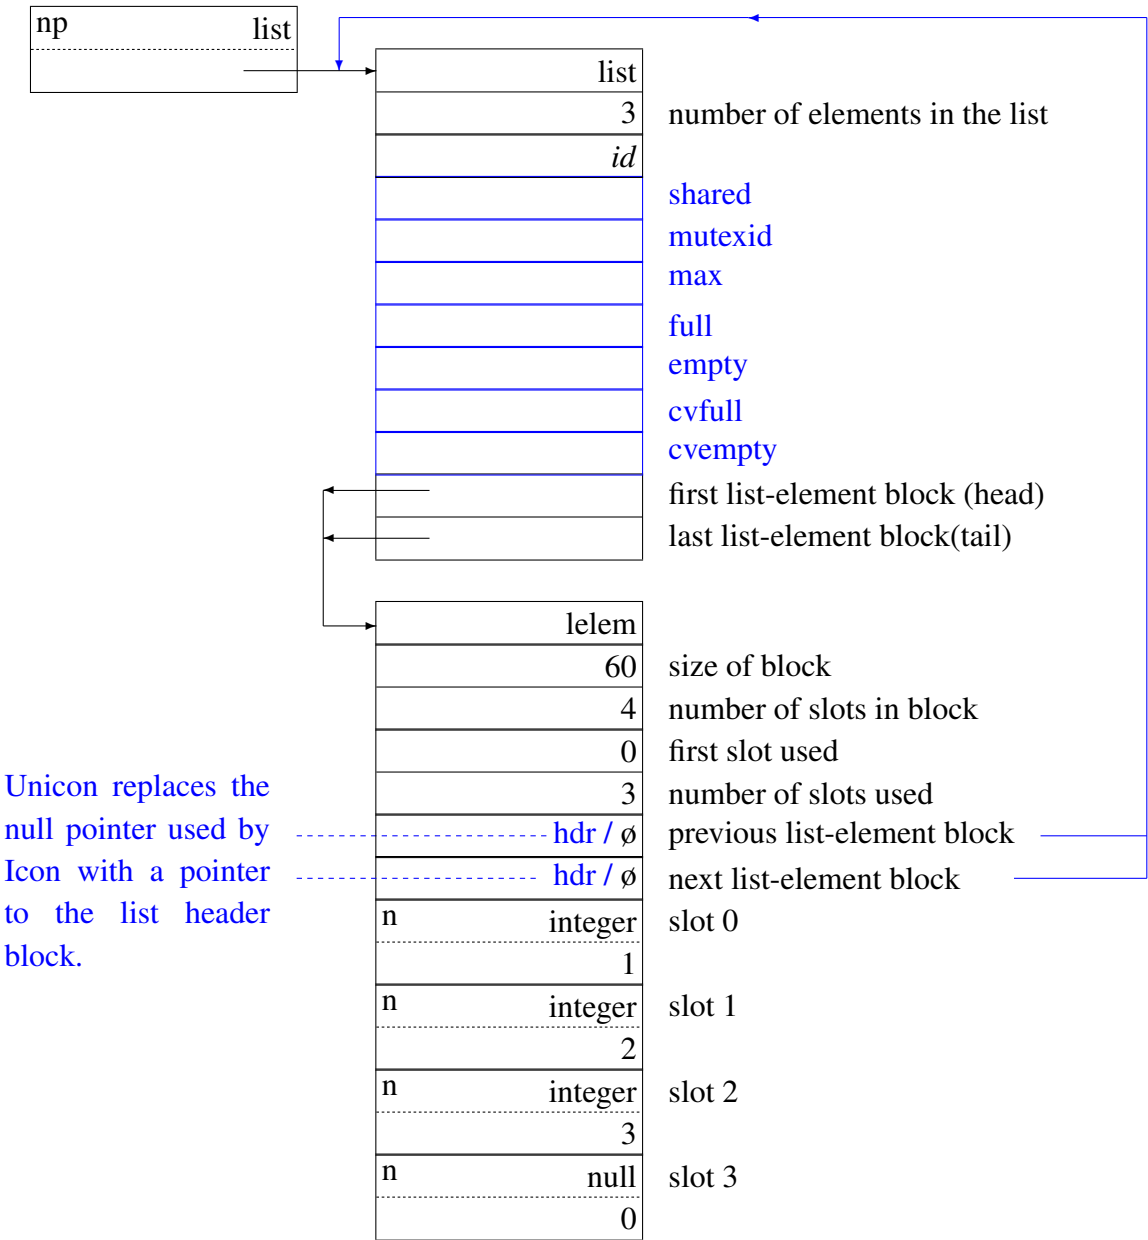 np list
list
3 number of elements in the list
id
shared
mutexid
max
full
empty
cvfull
cvempty
first list-element block (head)
last list-element block(tail)
lelem
60 size of block
4 number of slots in block
0 first slot used
3 number of slots used
hdr / ø previous list-element block
hdr / ø next list-element block
Unicon replaces the
null pointer used by
Icon with a pointer
to the list header
block.
n integer slot 0
1
n integer slot 1
2
n integer slot 2
3
n null slot 3
0